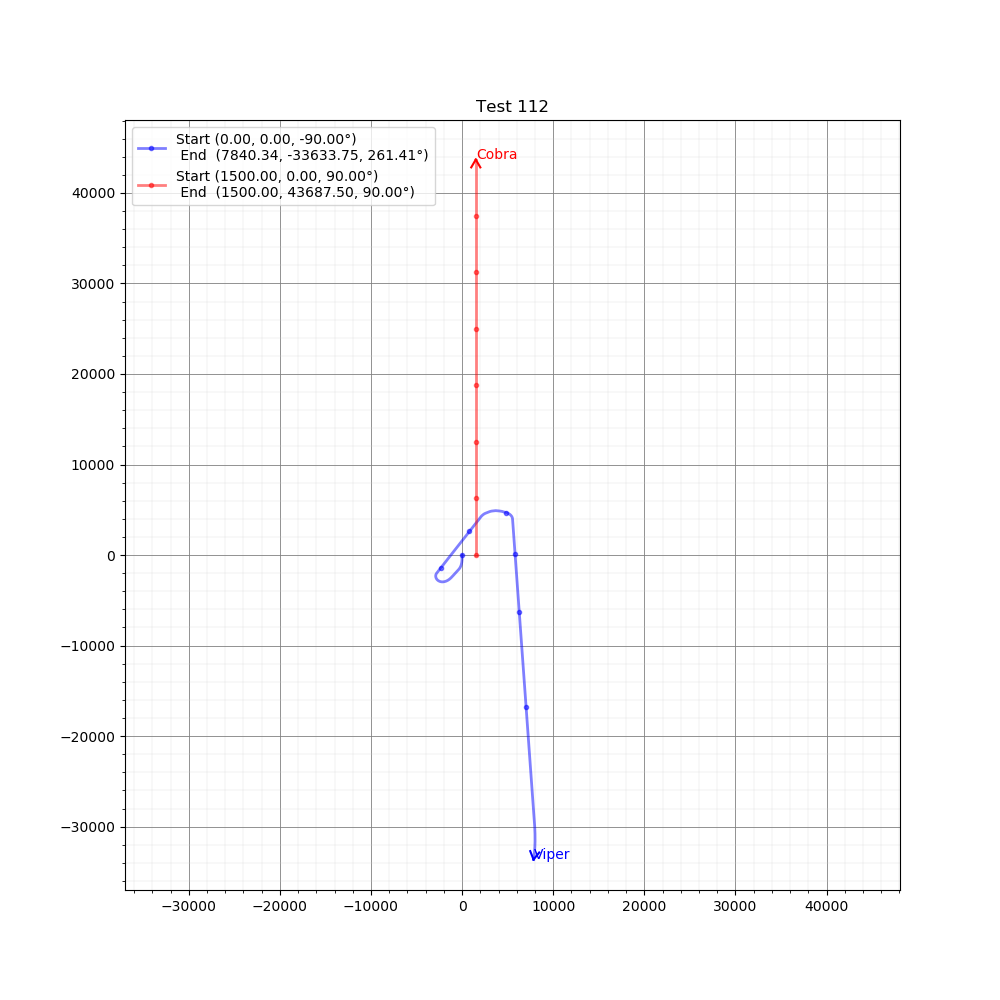 Test 112
Start (0.00, 0.00, -90.00°)
End  (7840.34, -33633.75, 261.41°)
Start (1500.00, 0.00, 90.00°)
End  (1500.00, 43687.50, 90.00°)
Cobra
40000
30000
20000
10000
0
−10000
−20000
−30000
Viper
−30000 −20000 −10000 0 10000 20000 30000 40000